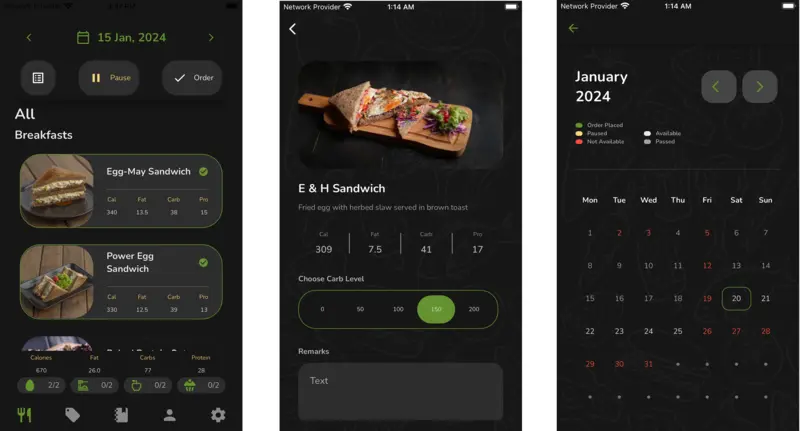 15 Jan, 2024
Pause
Order
All
Breakfasts
Egg-May Sandwich
Cal Fat Carb Pro
340 13.5 38 15
Power Egg
Sandwich
Cal Fat Carb Pro
330 12.5 39 13
Calories Fat Carbs Protein
670 26.0 77 28
2/2 0/2 0/2 0/2
Network Provider 1:14 AM
E & H Sandwich
Fried egg with herbed slaw served in brown toast
Cal Fat Carb Pro
309 7.5 41 17
Choose Carb Level
0 50 100 150 200
Remarks
Text
Network Provider 1:14 AM
January
2024
Order Placed
Paused Available
Not Available Passed
Mon Tue Wed Thu Fri Sat Sun
1 2 3 4 5 6 7
8 9 10 11 12 13 14
15 16 17 18 19 20 21
22 23 24 25 26 27 28
29 30 31